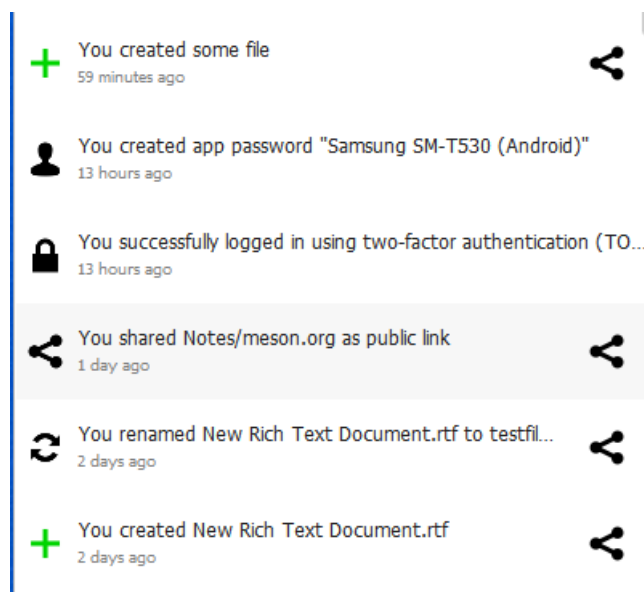 You created some file
59 minutes ago
You created app password "Samsung SM-T530 (Android)"
13 hours ago
You successfully logged in using two-factor authentication (TO...
13 hours ago
You shared Notes/meson.org as public link
1 day ago
You renamed New Rich Text Document.rtf to testfil...
2 days ago
You created New Rich Text Document.rtf
2 days ago